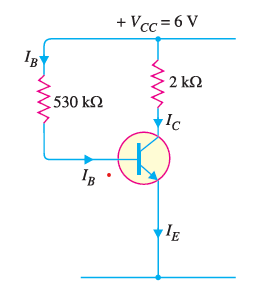 + V_CC = 6 V
I_B
2 kΩ
530 kΩ
I_C
I_B
I_E